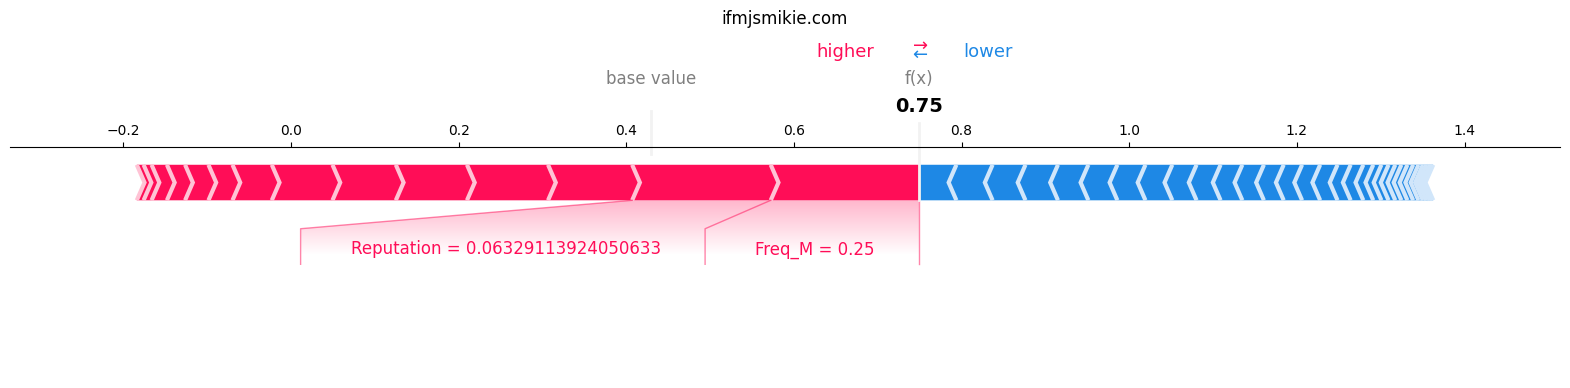 ifmjsmikie.com
higher ⇄ lower
base value f(x)
0.75
−0.2 0.0 0.2 0.4 0.6 0.8 1.0 1.2 1.4
Reputation = 0.06329113924050633 Freq_M = 0.25